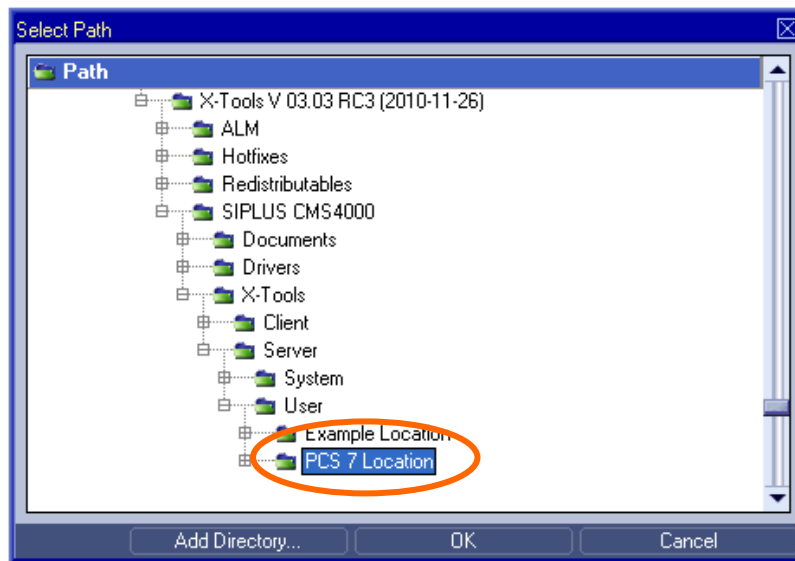 Select Path
Path
X-Tools V 03.03 RC3 (2010-11-26)
ALM
Hotfixes
Redistributables
SIPLUS CMS4000
Documents
Drivers
X-Tools
Client
Server
System
User
Example Location
PCS 7 Location
Add Directory... OK Cancel